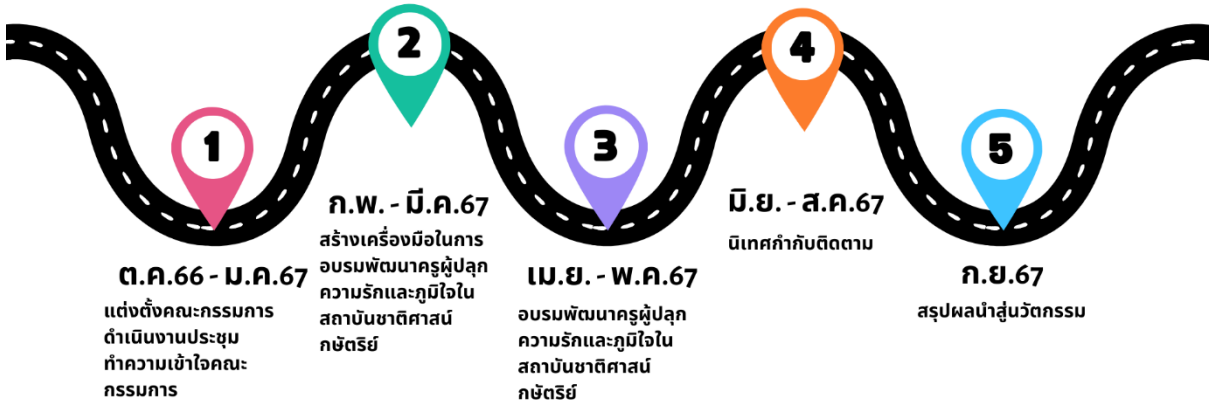 1
ต.ค.66 - ม.ค.67
แต่งตั้งคณะกรรมการ
ดำเนินงานประชุม
ทำความเข้าใจคณะ
กรรมการ
2
ก.พ. - มี.ค.67
สร้างเครื่องมือในการ
อบรมพัฒนาครูผู้ปลุก
ความรักและภูมิใจใน
สถาบันชาติศาสน์
กษัตริย์
3
เม.ย. - พ.ค.67
อบรมพัฒนาครูผู้ปลุก
ความรักและภูมิใจใน
สถาบันชาติศาสน์
กษัตริย์
4
มิ.ย. - ส.ค.67
นิเทศกำกับติดตาม
5
ก.ย.67
สรุปผลนำสู่นวัตกรรม